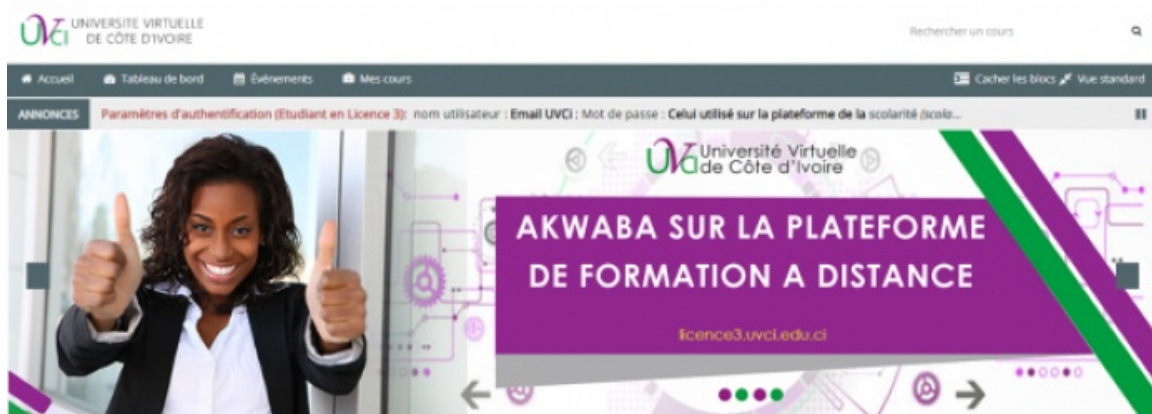 UVCI UNIVERSITE VIRTUELLE
DE CÔTE D'IVOIRE
Rechercher un cours
Accueil Tableau de bord Événements Mes cours Cacher les blocs Vue standard
ANNONCES Paramètres d'authentification (Etudiant en Licence 3): nom utilisateur : Email UVCi ; Mot de passe : Celui utilisé sur la plateforme de la scolarité (scola...
UVCI Université Virtuelle
de Côte d'Ivoire
AKWABA SUR LA PLATEFORME
DE FORMATION A DISTANCE
licence3.uvci.edu.ci